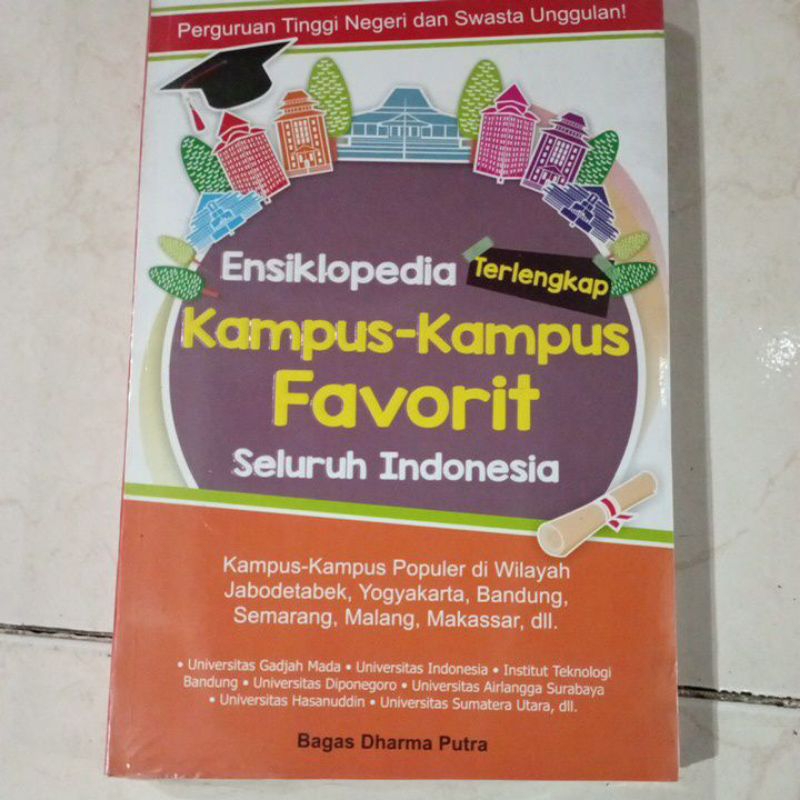 Perguruan Tinggi Negeri dan Swasta Unggulan!
Ensiklopedia Terlengkap
Kampus-Kampus
Favorit
Seluruh Indonesia
Kampus-Kampus Populer di Wilayah
Jabodetabek, Yogyakarta, Bandung,
Semarang, Malang, Makassar, dll.
• Universitas Gadjah Mada • Universitas Indonesia • Institut Teknologi
Bandung • Universitas Diponegoro • Universitas Airlangga Surabaya
• Universitas Hasanuddin • Universitas Sumatera Utara, dll.
Bagas Dharma Putra